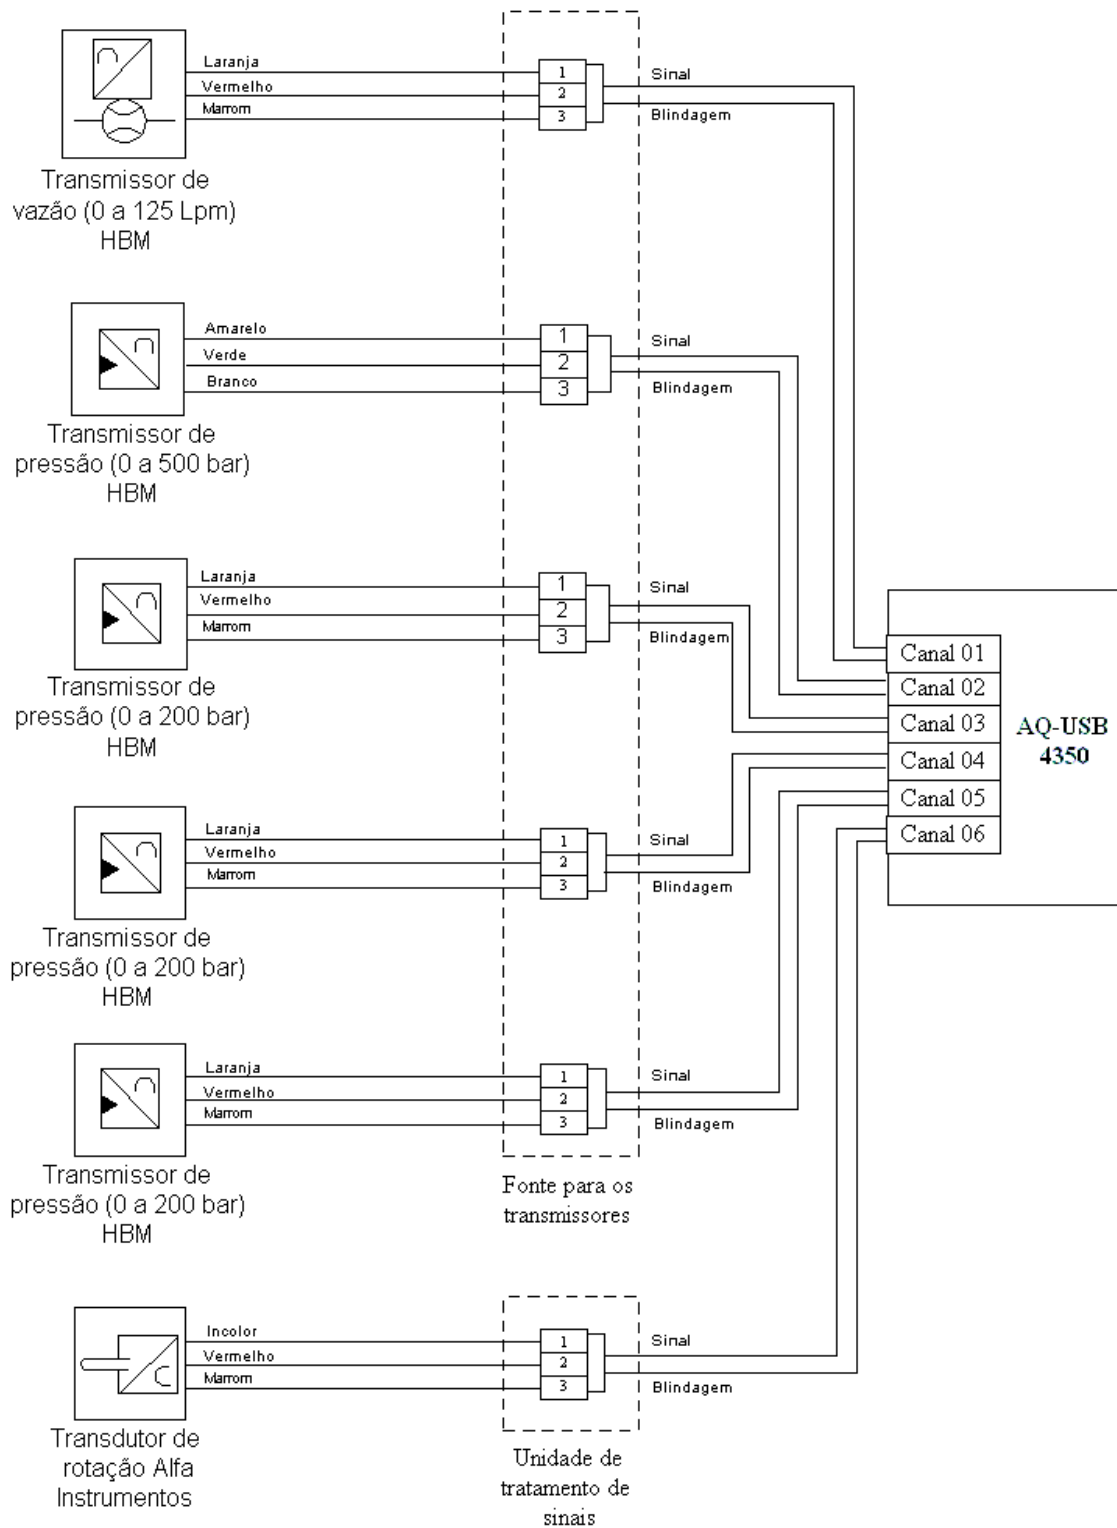 Laranja
Vermelho
Marrom
1
2
3
Sinal
Blindagem
Transmissor de
vazão (0 a 125 Lpm)
HBM
Amarelo
Verde
Branco
1
2
3
Sinal
Blindagem
Transmissor de
pressão (0 a 500 bar)
HBM
Laranja
Vermelho
Marrom
1
2
3
Sinal
Blindagem
Transmissor de
pressão (0 a 200 bar)
HBM
Canal 01
Canal 02
Canal 03
Canal 04
Canal 05
Canal 06
AQ-USB
4350
Laranja
Vermelho
Marrom
1
2
3
Sinal
Blindagem
Transmissor de
pressão (0 a 200 bar)
HBM
Laranja
Vermelho
Marrom
1
2
3
Sinal
Blindagem
Transmissor de
pressão (0 a 200 bar)
HBM
Fonte para os
transmissores
Incolor
Vermelho
Marrom
1
2
3
Sinal
Blindagem
Transdutor de
rotação Alfa
Instrumentos
Unidade de
tratamento de
sinais